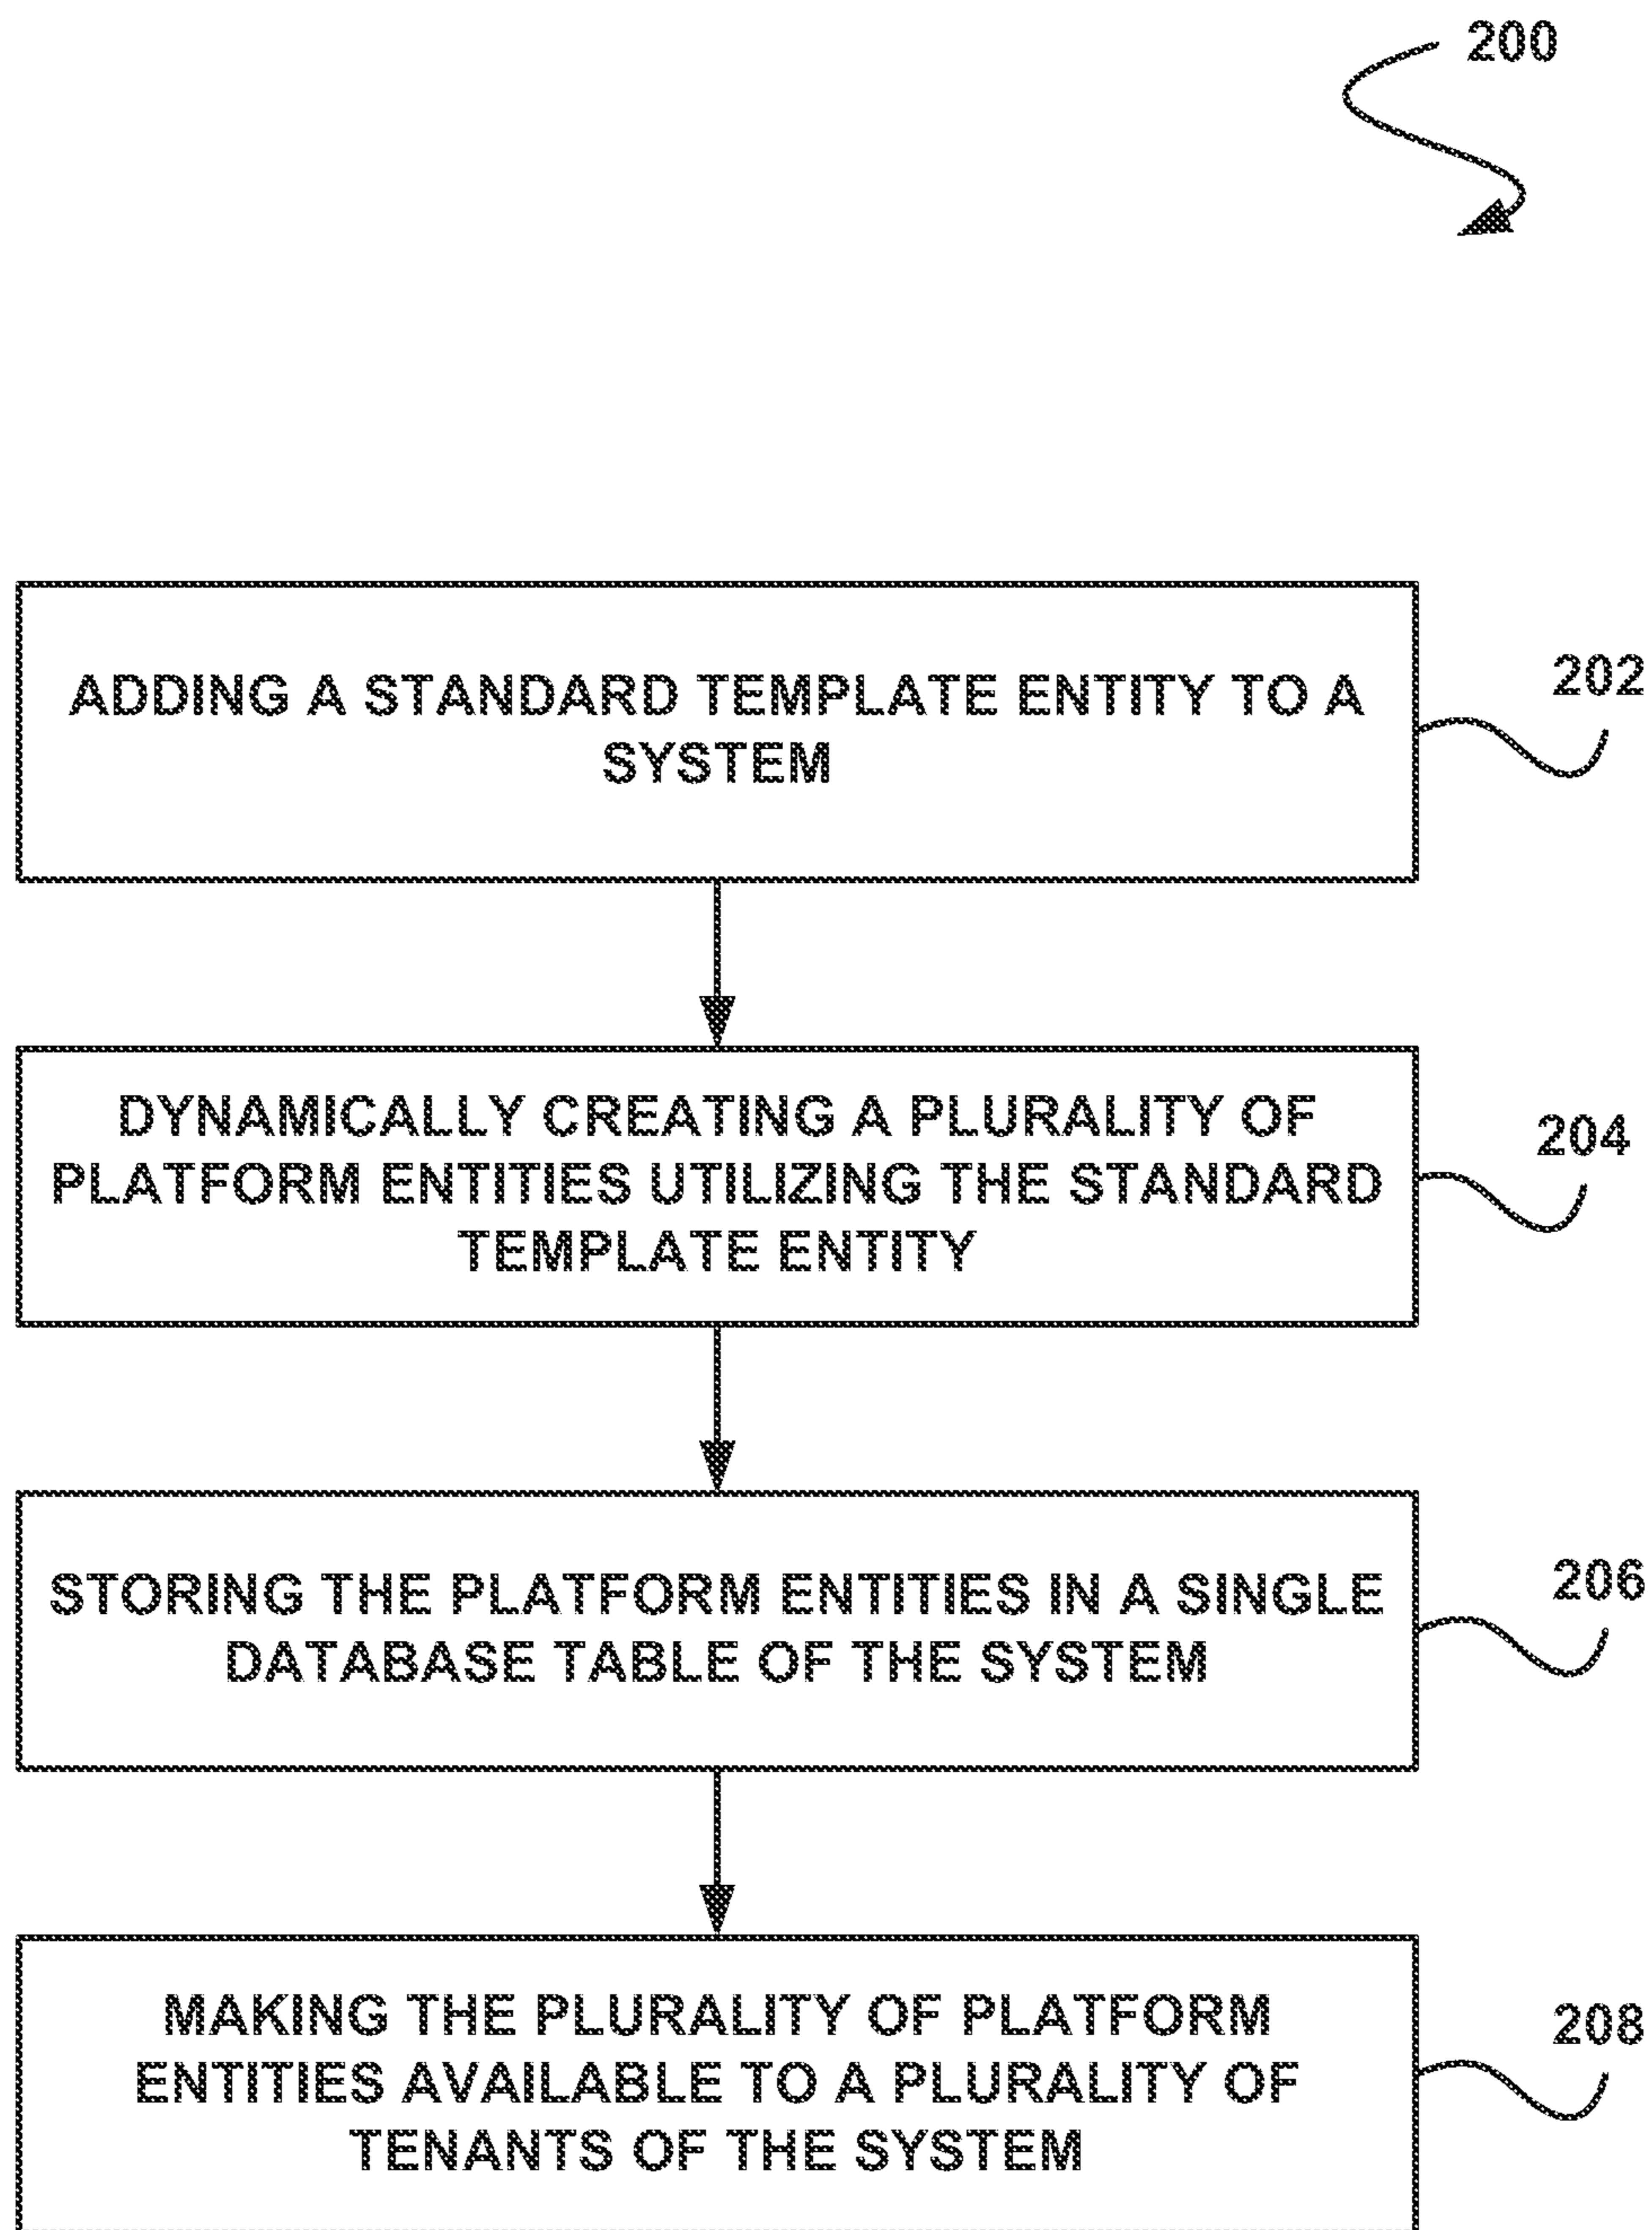 200
ADDING A STANDARD TEMPLATE ENTITY TO A
SYSTEM
202
DYNAMICALLY CREATING A PLURALITY OF
PLATFORM ENTITIES UTILIZING THE STANDARD
TEMPLATE ENTITY
204
STORING THE PLATFORM ENTITIES IN A SINGLE
DATABASE TABLE OF THE SYSTEM
206
MAKING THE PLURALITY OF PLATFORM
ENTITIES AVAILABLE TO A PLURALITY OF
TENANTS OF THE SYSTEM
208